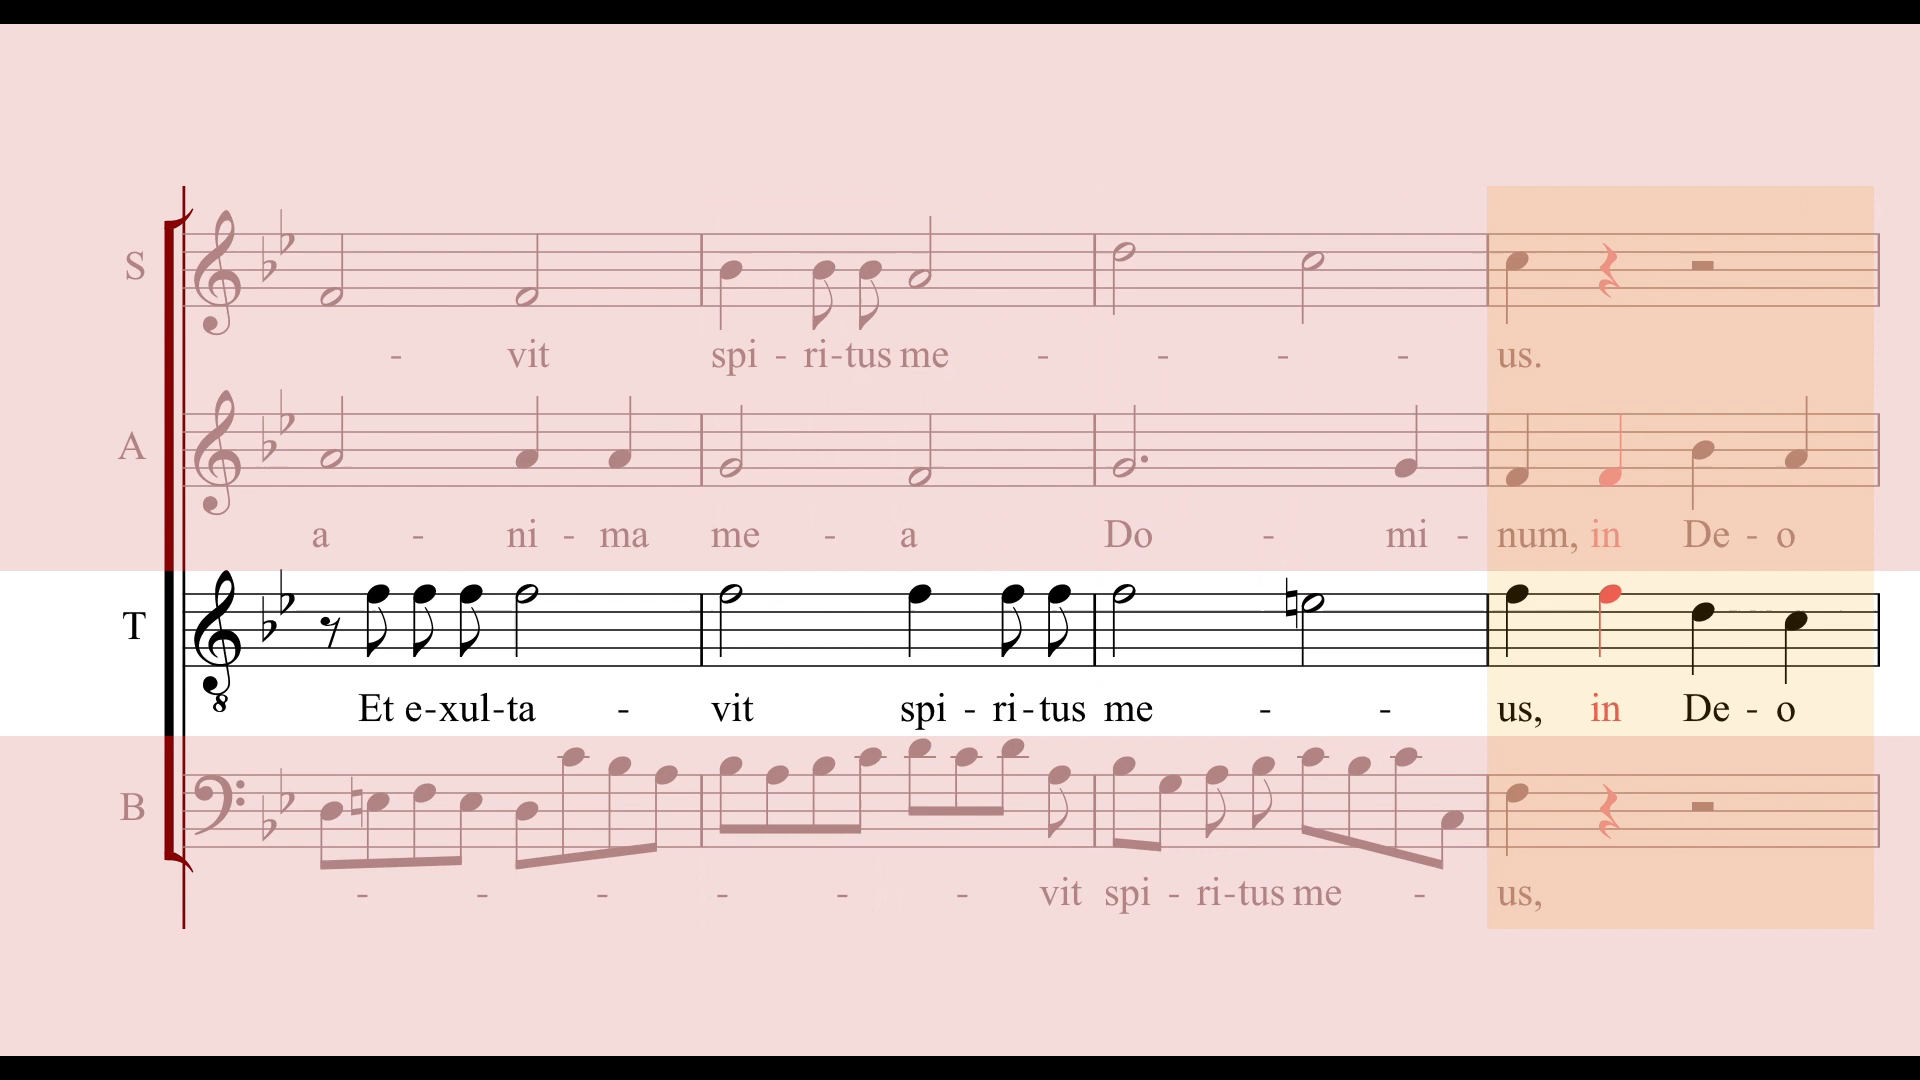 S
- vit spi - ri - tus me - - - - us.
A
a - ni - ma me - a Do - mi - num, in De - o
T
8
Et e - xul - ta - vit spi - ri - tus me - - us, in De - o
B
- - - - - - vit spi - ri - tus me - us,